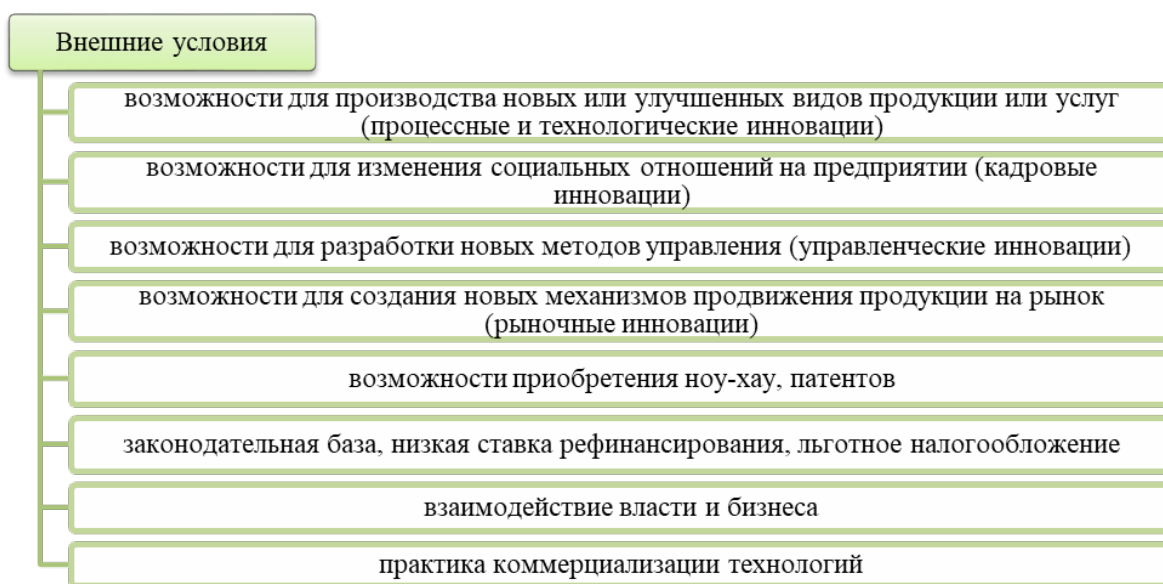 Внешние условия
возможности для производства новых или улучшенных видов продукции или услуг
(процессные и технологические инновации)
возможности для изменения социальных отношений на предприятии (кадровые
инновации)
возможности для разработки новых методов управления (управленческие инновации)
возможности для создания новых механизмов продвижения продукции на рынок
(рыночные инновации)
возможности приобретения ноу-хау, патентов
законодательная база, низкая ставка рефинансирования, льготное налогообложение
взаимодействие власти и бизнеса
практика коммерциализации технологий